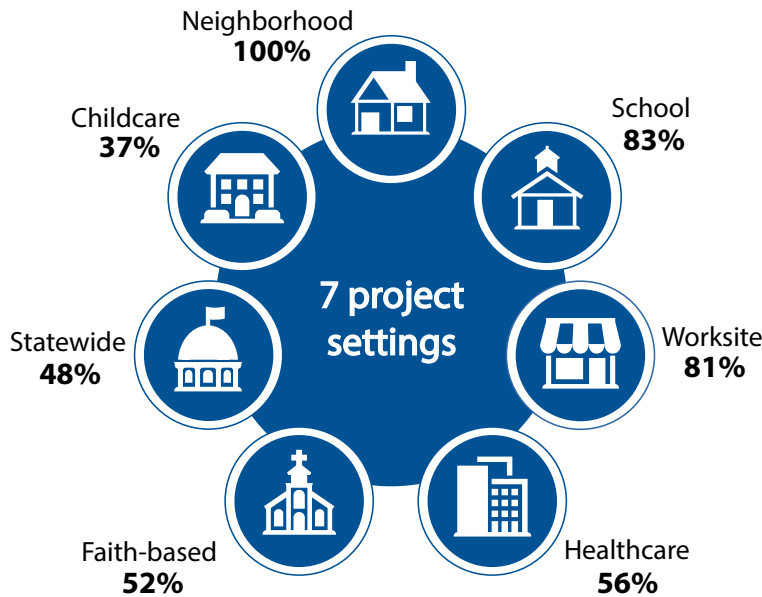 Neighborhood
100%
School
83%
Worksite
81%
Healthcare
56%
Faith-based
52%
Statewide
48%
Childcare
37%
7 project
settings